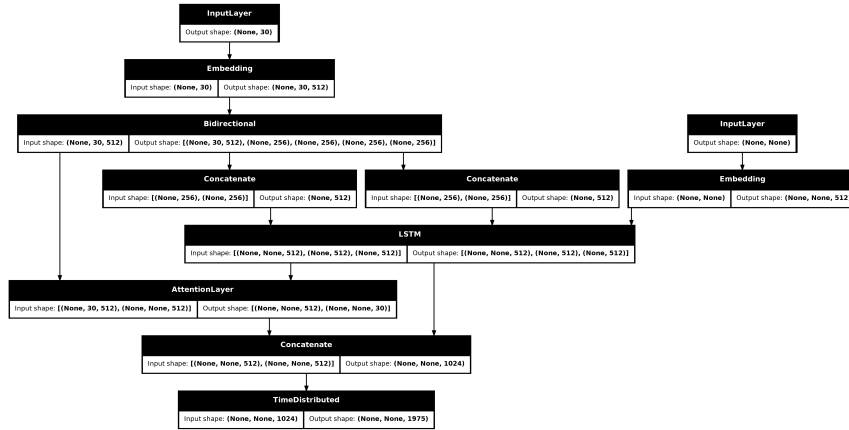 InputLayer
Output shape: (None, 30)
Embedding
Input shape: (None, 30) Output shape: (None, 30, 512)
Bidirectional
Input shape: (None, 30, 512) Output shape: [(None, 30, 512), (None, 256), (None, 256), (None, 256), (None, 256)]
InputLayer
Output shape: (None, None)
Concatenate
Input shape: [(None, 256), (None, 256)] Output shape: (None, 512)
Concatenate
Input shape: [(None, 256), (None, 256)] Output shape: (None, 512)
Embedding
Input shape: (None, None) Output shape: (None, None, 512
LSTM
Input shape: [(None, None, 512), (None, 512), (None, 512)] Output shape: [(None, None, 512), (None, 512), (None, 512)]
AttentionLayer
Input shape: [(None, 30, 512), (None, None, 512)] Output shape: [(None, None, 512), (None, None, 30)]
Concatenate
Input shape: [(None, None, 512), (None, None, 512)] Output shape: (None, None, 1024)
TimeDistributed
Input shape: (None, None, 1024) Output shape: (None, None, 1975)